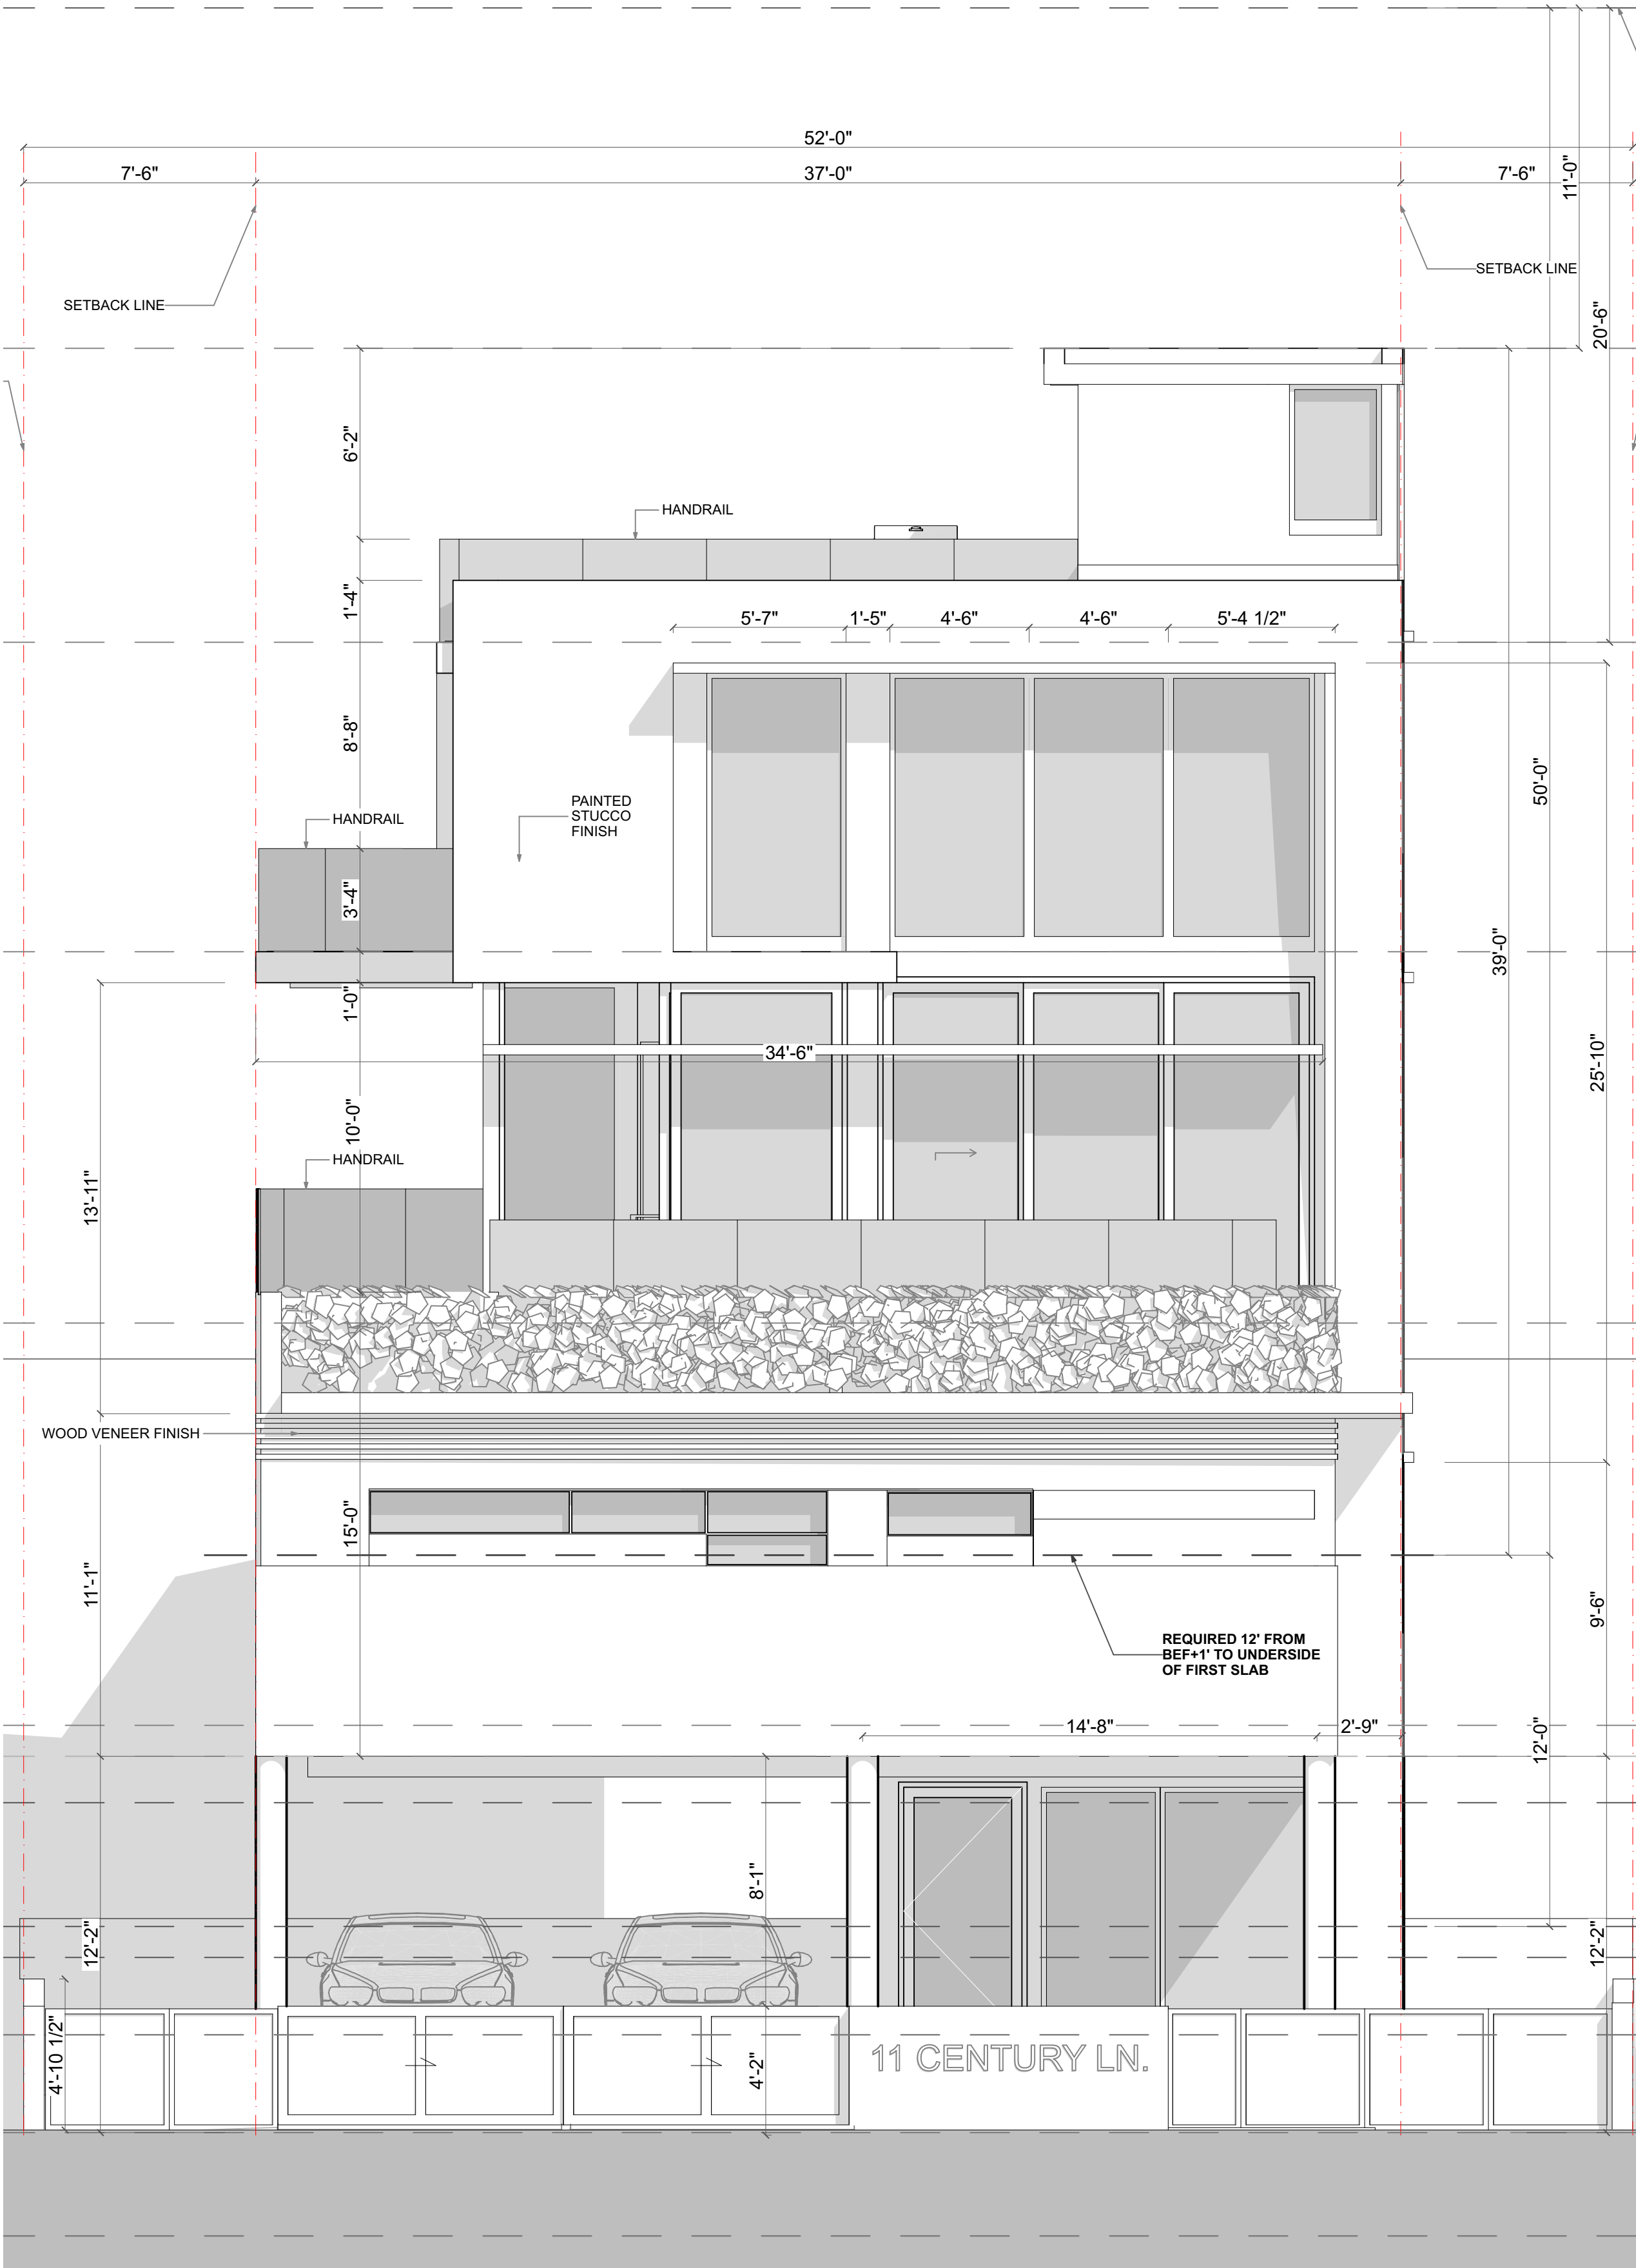 52'-0"
7'-6"
37'-0"
7'-6"
11'-0"
SETBACK LINE
SETBACK LINE
20'-6"
6'-2"
HANDRAIL
1'-4"
5'-7"
1'-5"
4'-6"
4'-6"
5'-4 1/2"
8'-8"
50'-0"
PAINTED
STUCCO
FINISH
HANDRAIL
3'-4"
39'-0"
1'-0"
34'-6"
25'-10"
10'-0"
HANDRAIL
13'-11"
WOOD VENEER FINISH
15'-0"
11'-1"
9'-6"
REQUIRED 12' FROM
BEF+1' TO UNDERSIDE
OF FIRST SLAB
14'-8"
2'-9"
12'-0"
8'-1"
12'-2"
12'-2"
4'-10 1/2"
4'-2"
11 CENTURY LN.